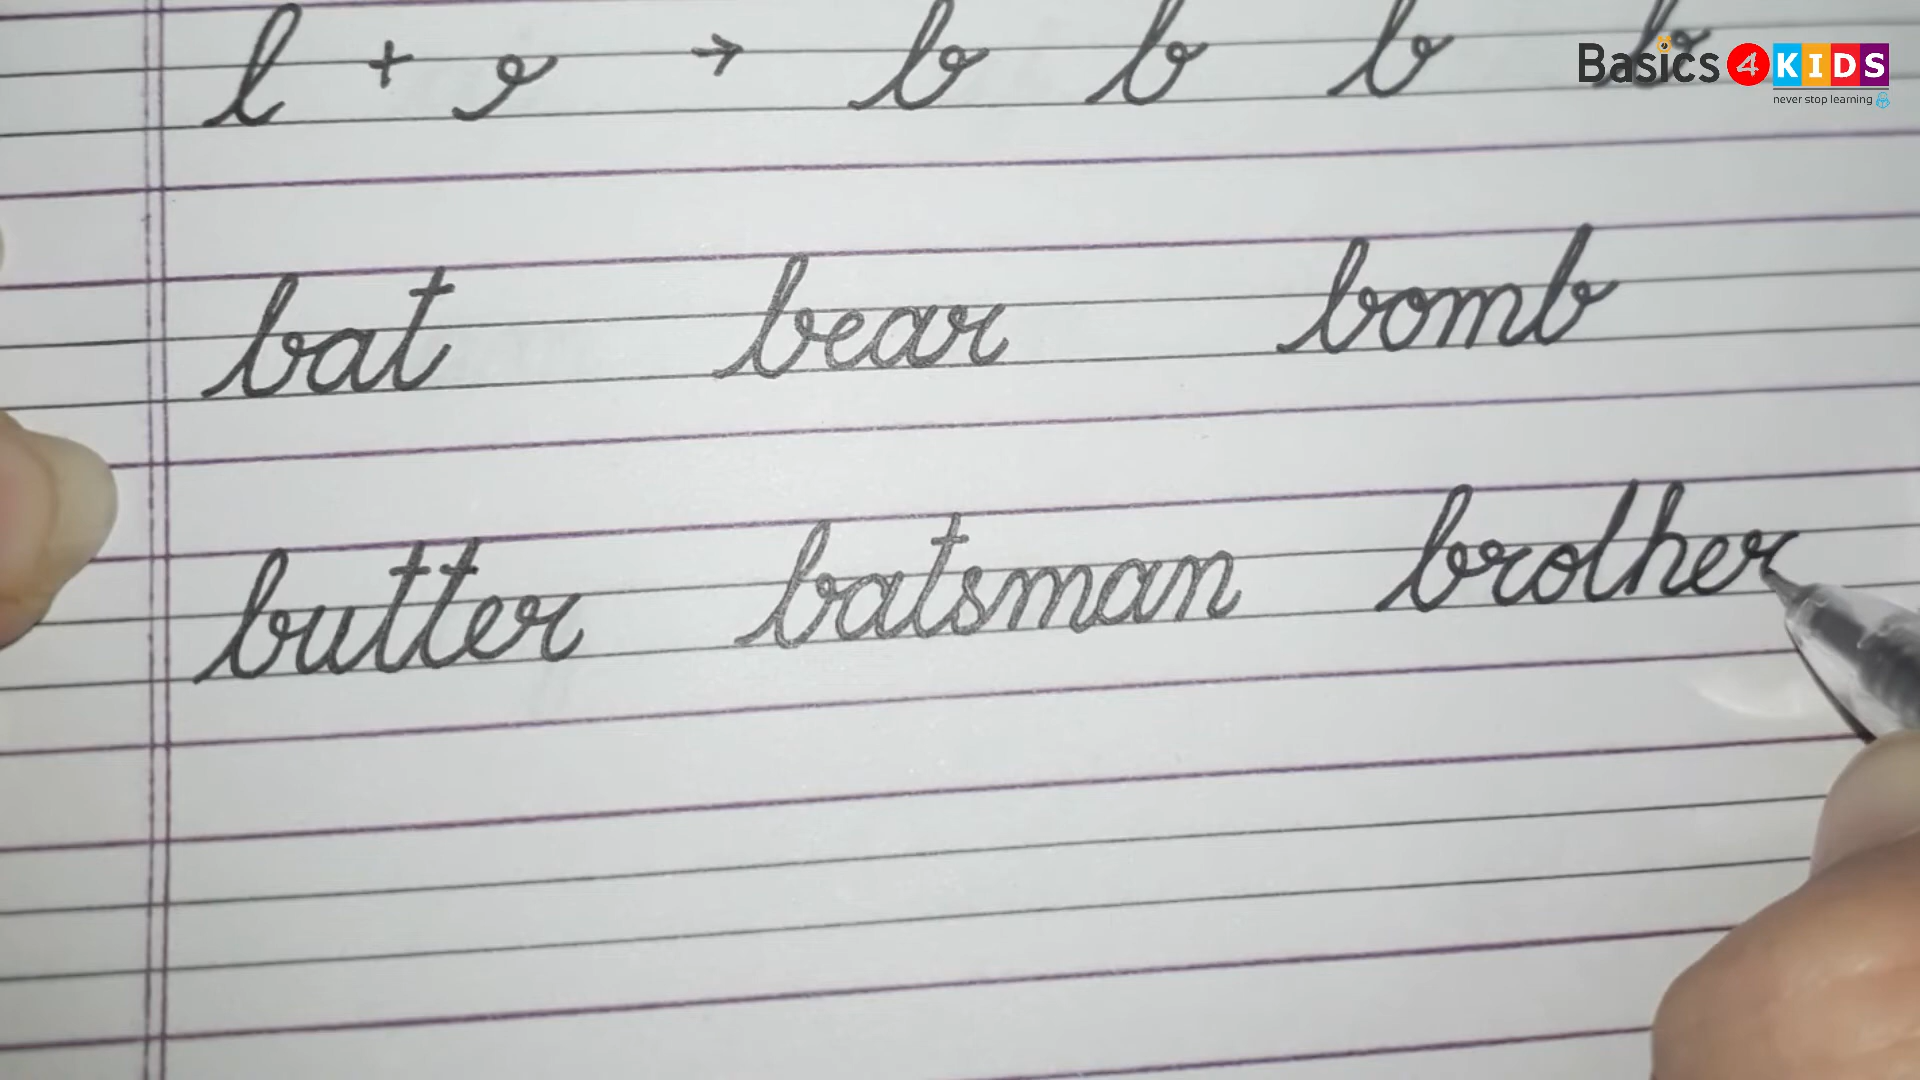 l + ℯ → b b b b
Basics 4 KIDS
never stop learning
bat bear bomb
butter batsman brother